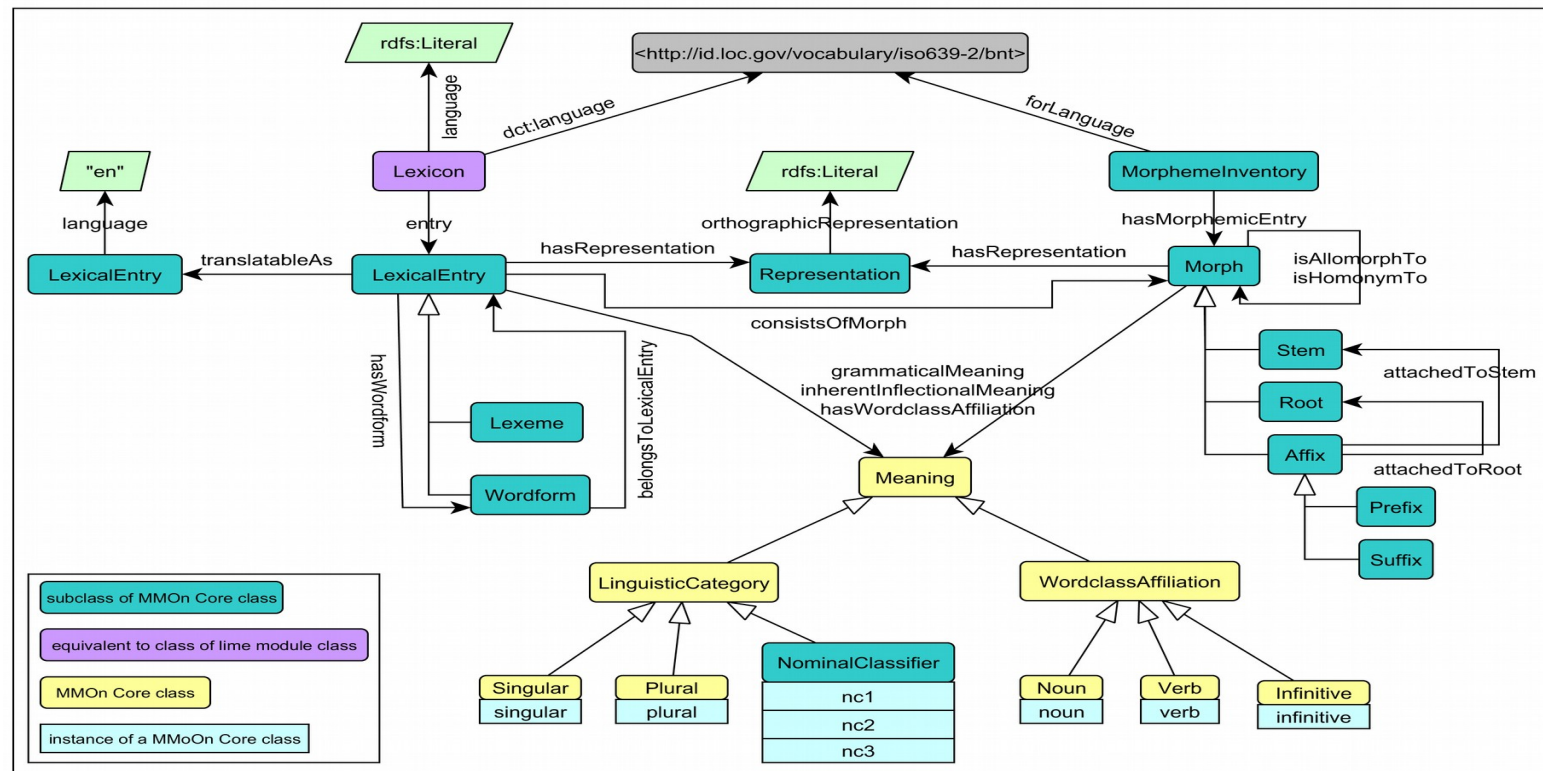 rdfs:Literal
<http://id.loc.gov/vocabulary/iso639-2/bnt>
language
dct:language
forLanguage
"en"
Lexicon
rdfs:Literal
MorphemeInventory
language
entry
orthographicRepresentation
hasMorphemicEntry
LexicalEntry
translatableAs
LexicalEntry
hasRepresentation
Representation
hasRepresentation
Morph
isAllomorphTo
isHomonymTo
consistsOfMorph
hasWordform
belongsToLexicalEntry
grammaticalMeaning
inherentInflectionalMeaning
hasWordclassAffiliation
Stem
attachedToStem
Root
Lexeme
Affix
attachedToRoot
Wordform
Meaning
Prefix
Suffix
LinguisticCategory
WordclassAffiliation
subclass of MMOn Core class
equivalent to class of lime module class
MMOn Core class
instance of a MMoOn Core class
Singular
singular
Plural
plural
NominalClassifier
nc1
nc2
nc3
Noun
noun
Verb
verb
Infinitive
infinitive